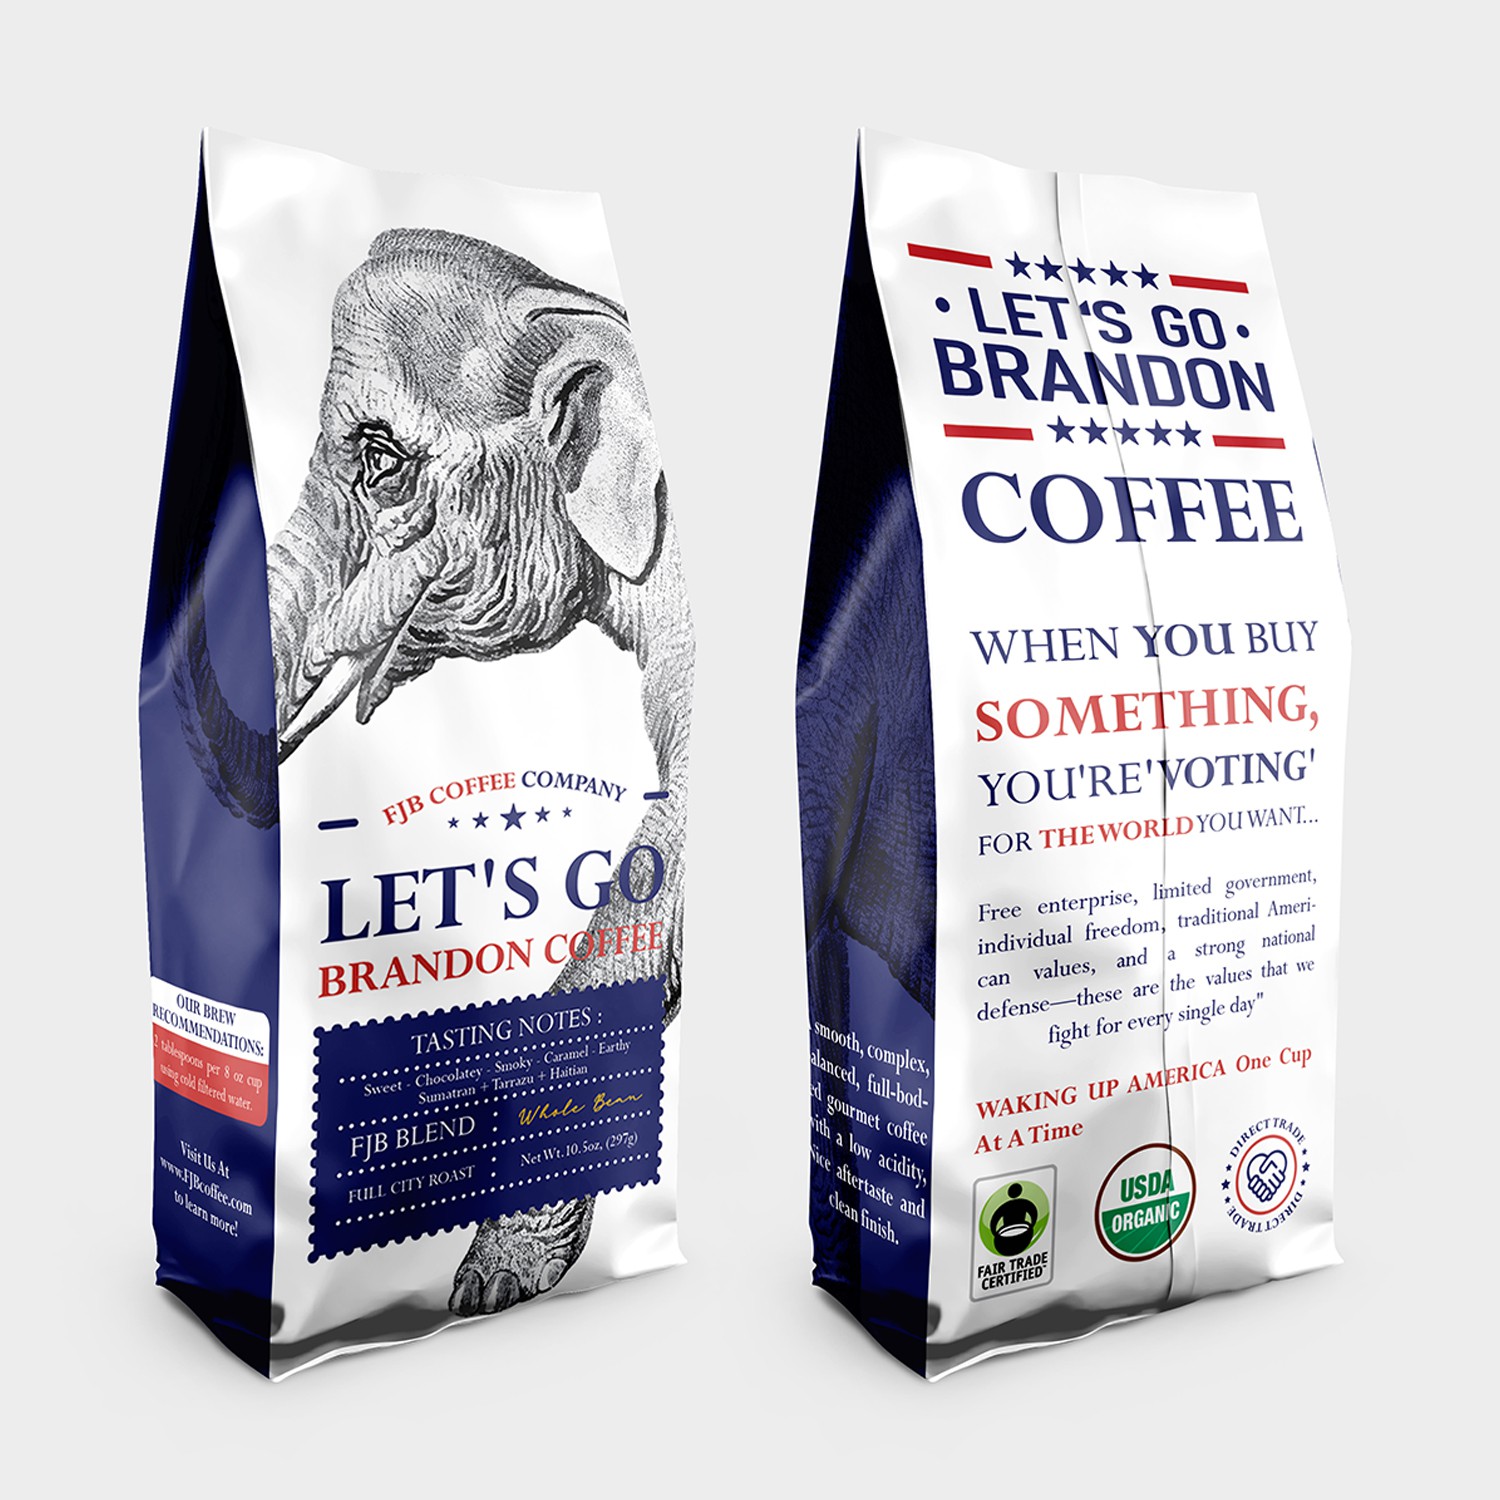 FJB COFFEE COMPANY
LET'S GO
BRANDON COFFEE
TASTING NOTES :
Sweet - Chocolatey - Smoky - Caramel - Earthy
Sumatran + Tarrazu + Haitian
FJB BLEND
Whole Bean
FULL CITY ROAST
Net Wt. 10.5oz, (297g)
OUR BREW
RECOMMENDATIONS:
2 tablespoons per 8 oz cup
using cold filtered water.
Visit Us At
www.FJBcoffee.com
to learn more!
• LET'S GO •
BRANDON
COFFEE
WHEN YOU BUY
SOMETHING,
YOU'RE 'VOTING'
FOR THE WORLD YOU WANT...
Free enterprise, limited government,
individual freedom, traditional Ameri-
can values, and a strong national
defense—these are the values that we
fight for every single day"
WAKING UP AMERICA One Cup
At A Time
FAIR TRADE
CERTIFIED™
USDA
ORGANIC
DIRECT TRADE
DIRECT TRADE
smooth, complex,
full-bod-
gourmet coffee
with a low acidity,
aftertaste and
clean finish.